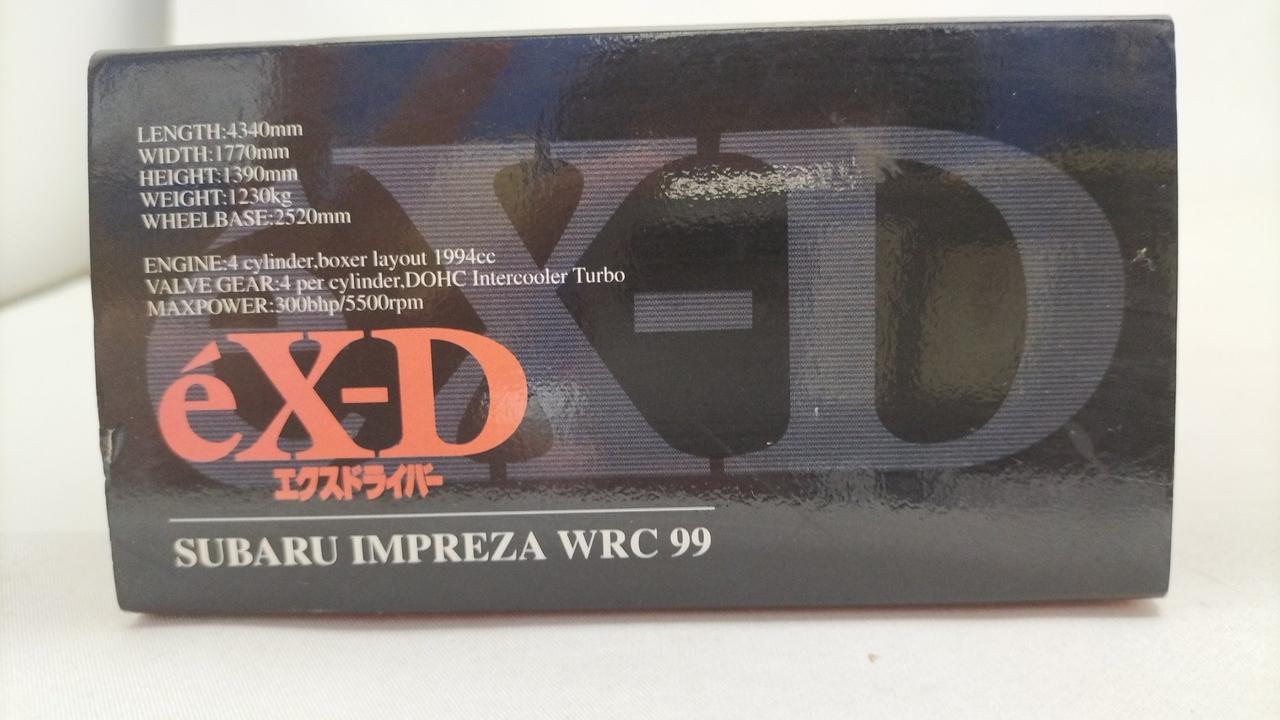 LENGTH:4340mm
WIDTH:1770mm
HEIGHT:1390mm
WEIGHT:1230kg
WHEELBASE:2520mm
ENGINE:4 cylinder,boxer layout 1994cc
VALVE GEAR:4 per cylinder,DOHC Intercooler Turbo
MAXPOWER:300bhp/5500rpm
éX-D
éX-D
エクスドライバー
SUBARU IMPREZA WRC 99